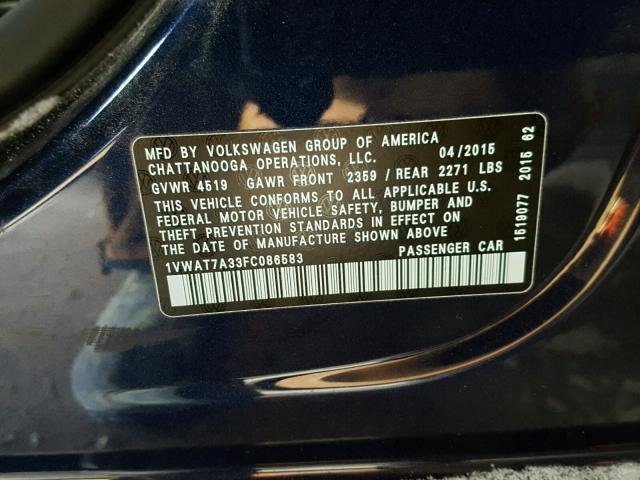 MFD BY VOLKSWAGEN GROUP OF AMERICA
CHATTANOOGA OPERATIONS, LLC. 04/2015
GVWR 4519 GAWR FRONT 2359 / REAR 2271 LBS
THIS VEHICLE CONFORMS TO ALL APPLICABLE U.S.
FEDERAL MOTOR VEHICLE SAFETY, BUMPER AND
THEFT PREVENTION STANDARDS IN EFFECT ON
THE DATE OF MANUFACTURE SHOWN ABOVE
1VWAT7A33FC086583 PASSENGER CAR
1519077 2015 62